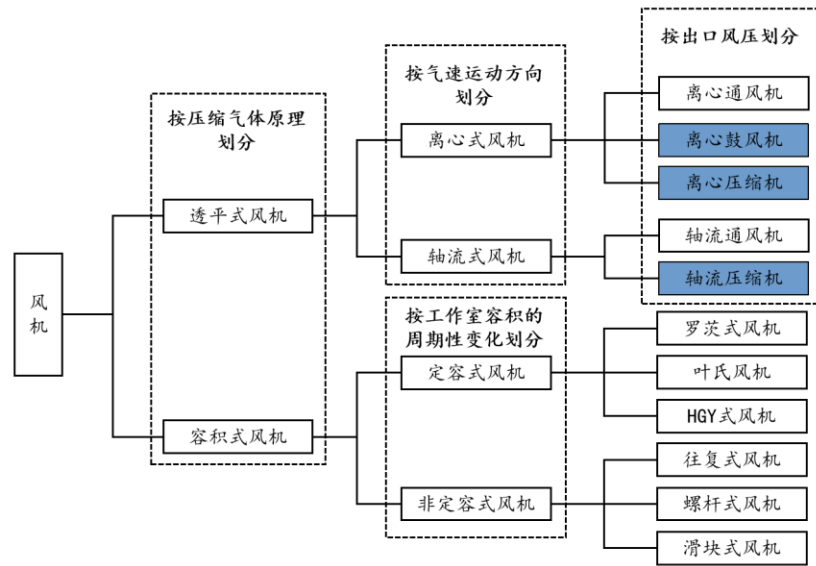 按出口风压划分
按气速运动方向
划分
离心通风机
按压缩气体原理
划分
离心式风机
离心鼓风机
离心压缩机
透平式风机
轴流通风机
轴流式风机
轴流压缩机
风
机
按工作室容积的
周期性变化划分
罗茨式风机
定容式风机
叶氏风机
HGY式风机
容积式风机
往复式风机
非定容式风机
螺杆式风机
滑块式风机